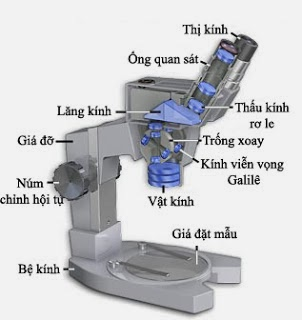 Thị kính
Ống quan sát
Lăng kính
Thấu kính
rơ le
Giá đỡ
Trống xoay
Kính viễn vọng
Galilê
Núm
chỉnh hội tụ
Vật kính
Giá đặt mẫu
Bệ kính